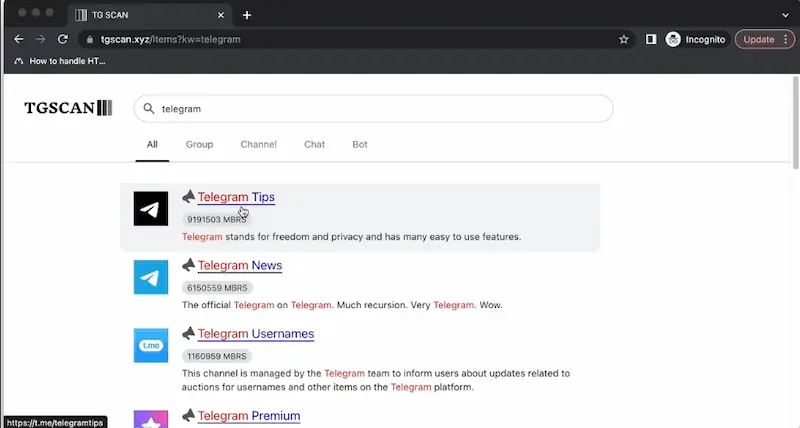 TG SCAN
tgscan.xyz/items?kw=telegram
Incognito
Update
How to handle HT...
TGSCAN
telegram
All
Group
Channel
Chat
Bot
Telegram Tips
9191503 MBRS
Telegram stands for freedom and privacy and has many easy to use features.
Telegram News
6150559 MBRS
The official Telegram on Telegram. Much recursion. Very Telegram. Wow.
t.me
Telegram Usernames
1160959 MBRS
This channel is managed by the Telegram team to inform users about updates related to
auctions for usernames and other items on the Telegram platform.
Telegram Premium
https://t.me/telegramtips